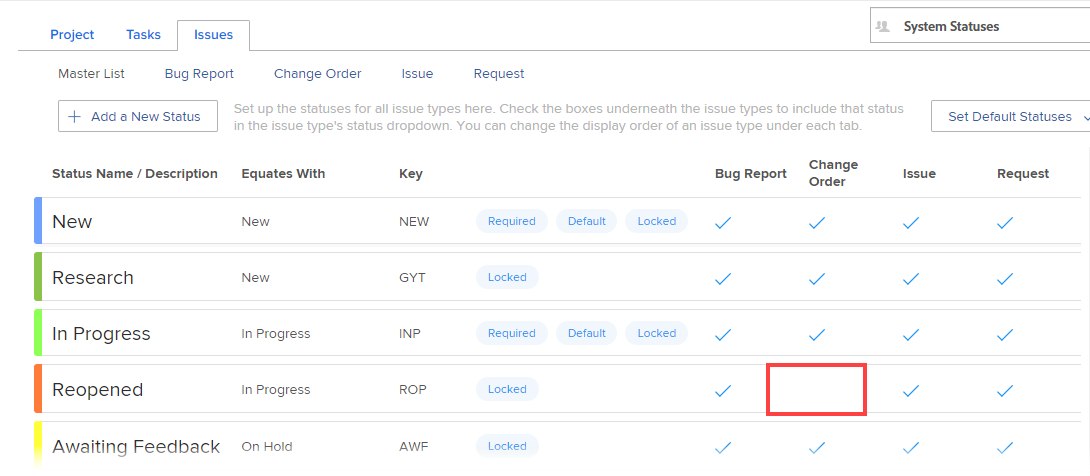 Project Tasks Issues System Statuses
Master List Bug Report Change Order Issue Request
Add a New Status
Set up the statuses for all issue types here. Check the boxes underneath the issue types to include that status
in the issue type's status dropdown. You can change the display order of an issue type under each tab.
Set Default Statuses
Status Name / Description Equates With Key Bug Report Change Order Issue Request
New New NEW Required Default Locked
Research New GYT Locked
In Progress In Progress INP Required Default Locked
Reopened In Progress ROP Locked
Awaiting Feedback On Hold AWF Locked